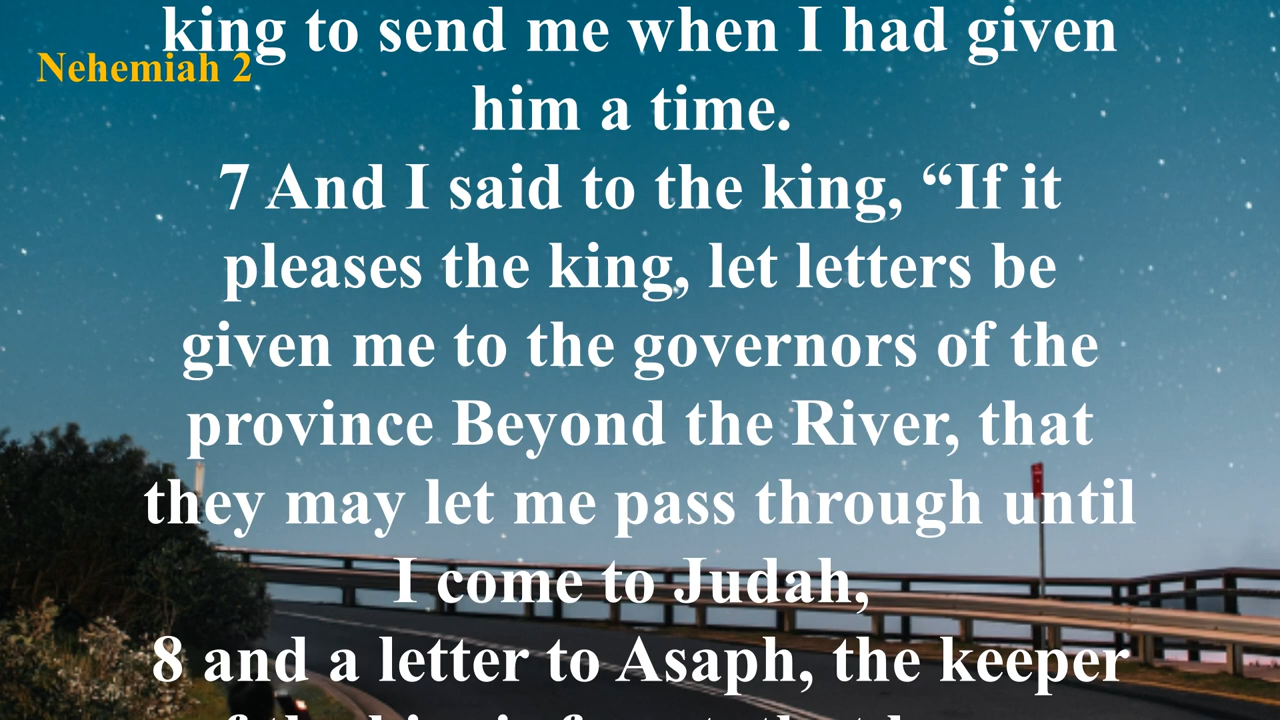 king to send me when I had given
Nehemiah 2
him a time.
7 And I said to the king, “If it
pleases the king, let letters be
given me to the governors of the
province Beyond the River, that
they may let me pass through until
I come to Judah,
8 and a letter to Asaph, the keeper